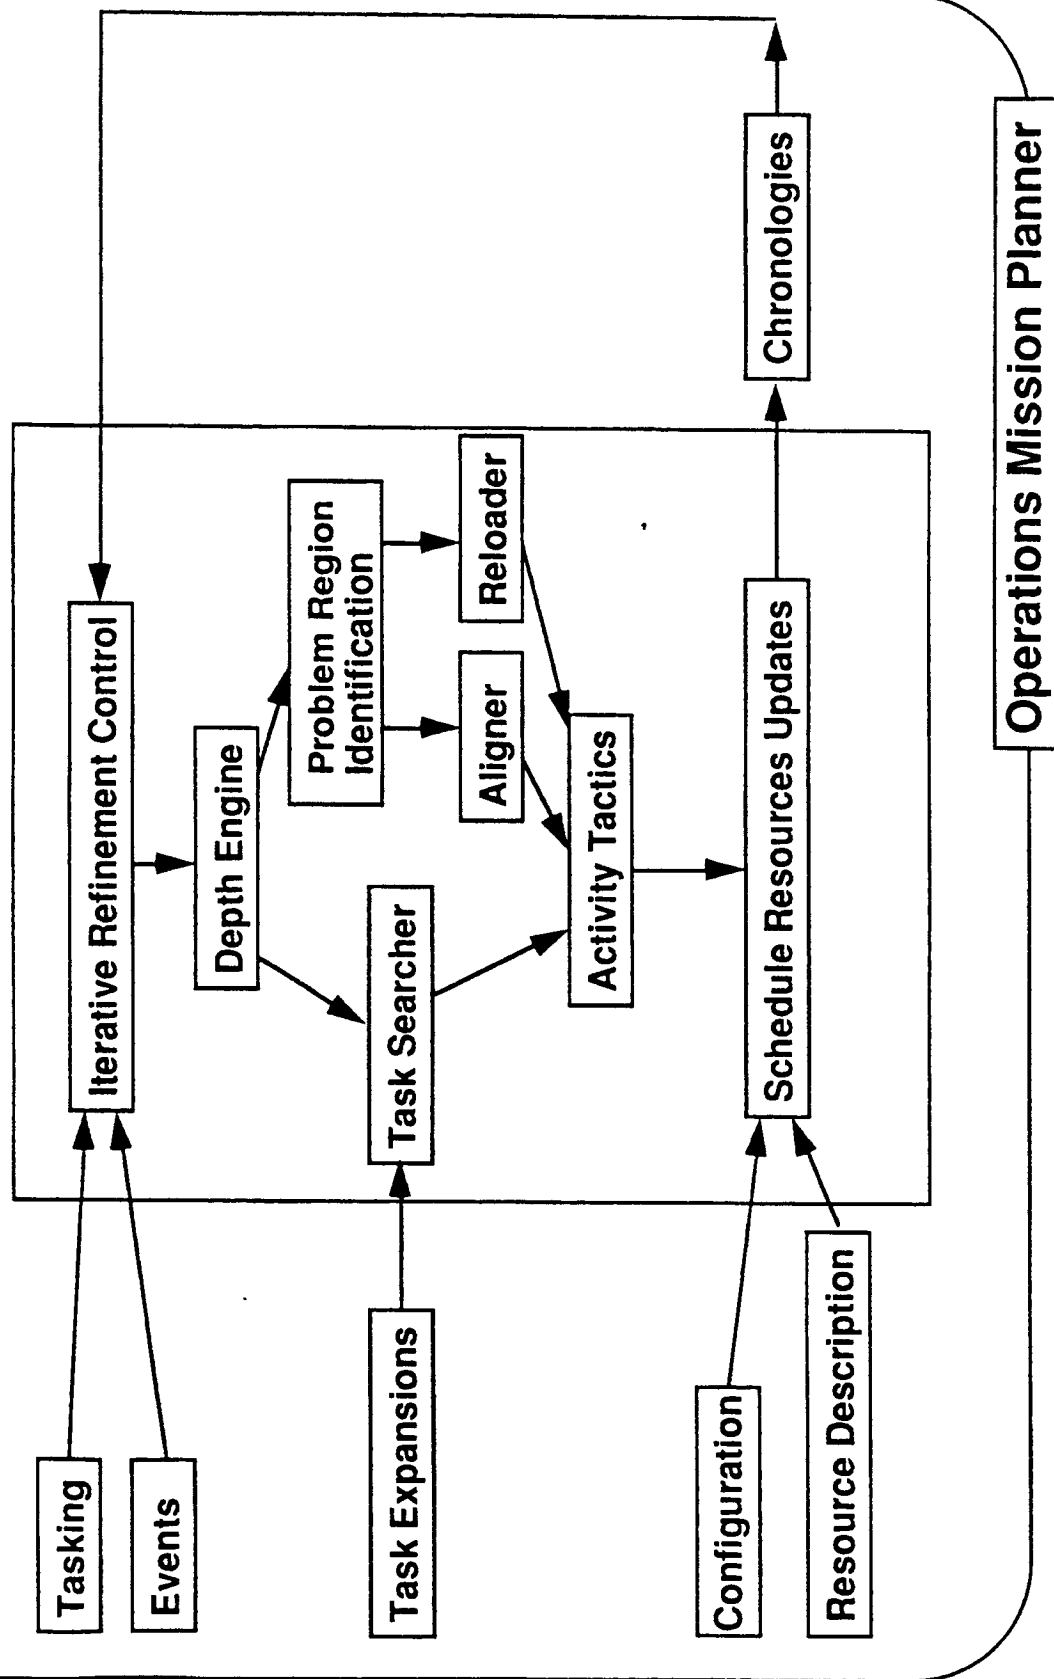 Tasking
Events
Task Expansions
Configuration
Resource Description
Iterative Refinement Control
Depth Engine
Problem Region
Identification
Task Searcher
Aligner
Reloader
Activity Tactics
Schedule Resources Updates
Chronologies
Operations Mission Planner